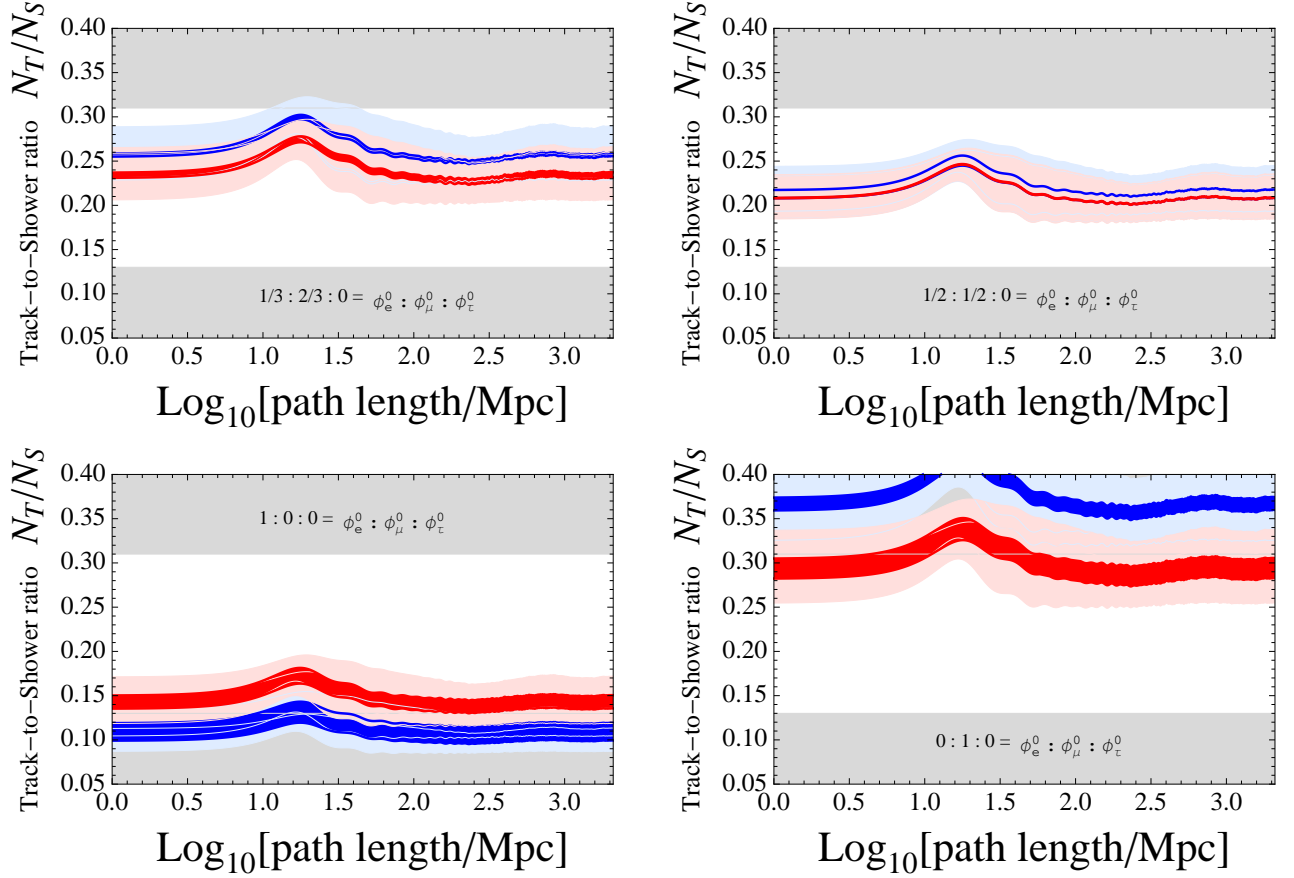 Track−to−Shower ratio N_T/N_S
0.40
0.35
0.30
0.25
0.20
0.15
0.10
0.05
1/3 : 2/3 : 0 = ϕ_e^0 : ϕ_μ^0 : ϕ_τ^0
0.0 0.5 1.0 1.5 2.0 2.5 3.0
Log_10[path length/Mpc]
Track−to−Shower ratio N_T/N_S
0.40
0.35
0.30
0.25
0.20
0.15
0.10
0.05
1/2 : 1/2 : 0 = ϕ_e^0 : ϕ_μ^0 : ϕ_τ^0
0.0 0.5 1.0 1.5 2.0 2.5 3.0
Log_10[path length/Mpc]
Track−to−Shower ratio N_T/N_S
0.40
0.35
0.30
0.25
0.20
0.15
0.10
0.05
1 : 0 : 0 = ϕ_e^0 : ϕ_μ^0 : ϕ_τ^0
0.0 0.5 1.0 1.5 2.0 2.5 3.0
Log_10[path length/Mpc]
Track−to−Shower ratio N_T/N_S
0.40
0.35
0.30
0.25
0.20
0.15
0.10
0.05
0 : 1 : 0 = ϕ_e^0 : ϕ_μ^0 : ϕ_τ^0
0.0 0.5 1.0 1.5 2.0 2.5 3.0
Log_10[path length/Mpc]